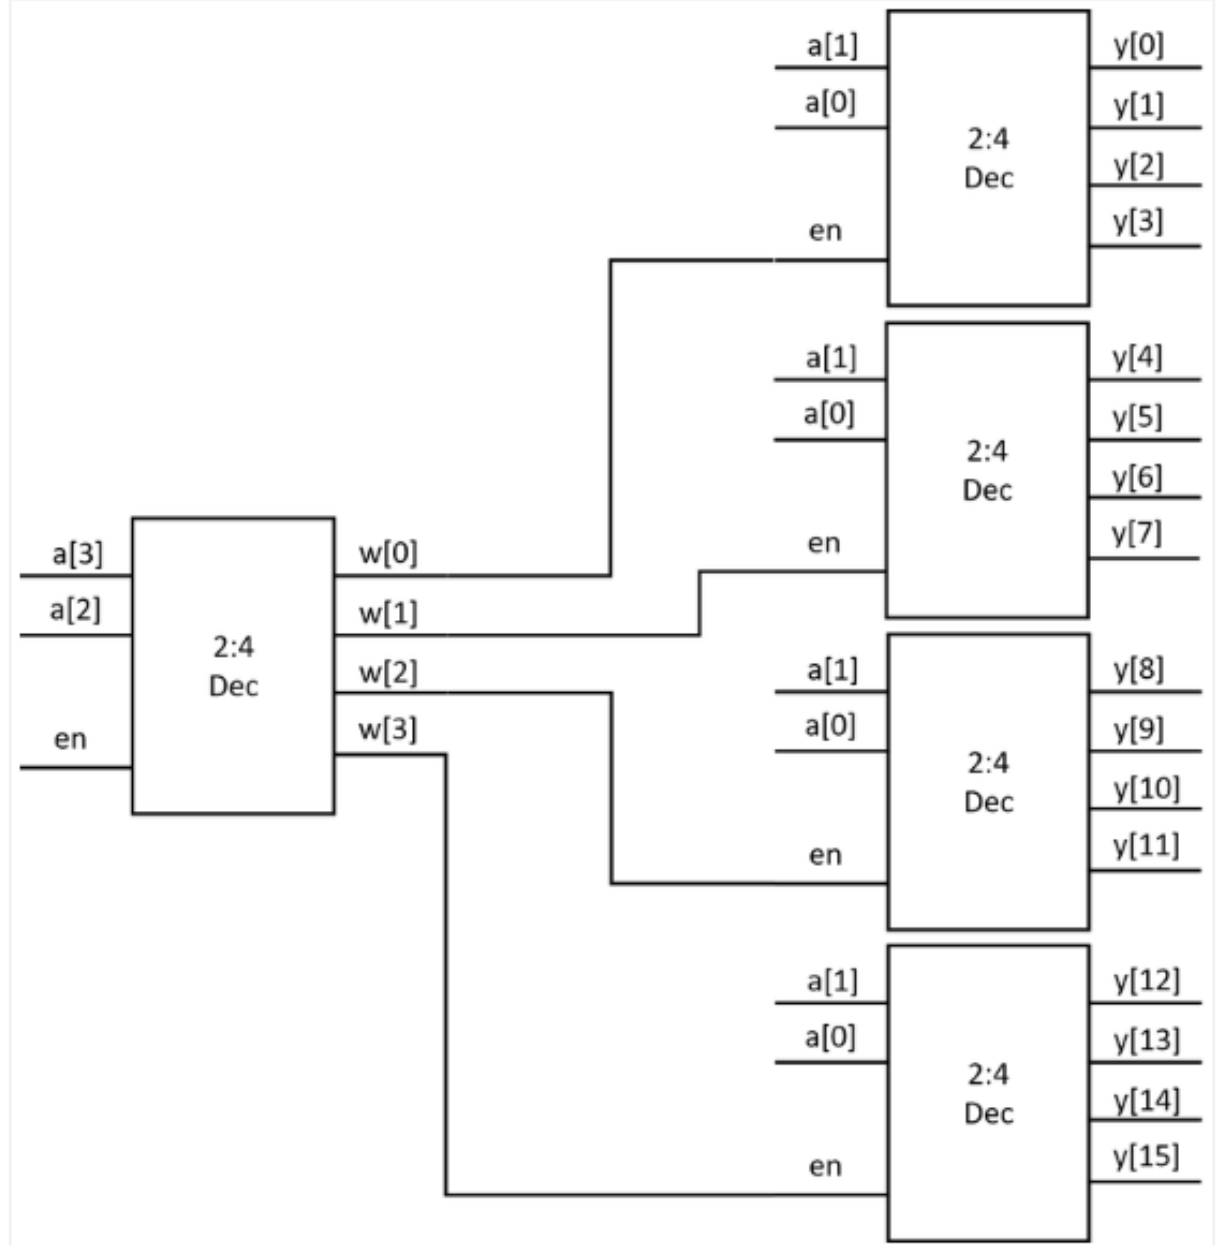 a[1]
a[0]
en
2:4
Dec
y[0]
y[1]
y[2]
y[3]
a[1]
a[0]
en
2:4
Dec
y[4]
y[5]
y[6]
y[7]
a[3]
a[2]
en
2:4
Dec
w[0]
w[1]
w[2]
w[3]
a[1]
a[0]
en
2:4
Dec
y[8]
y[9]
y[10]
y[11]
a[1]
a[0]
en
2:4
Dec
y[12]
y[13]
y[14]
y[15]